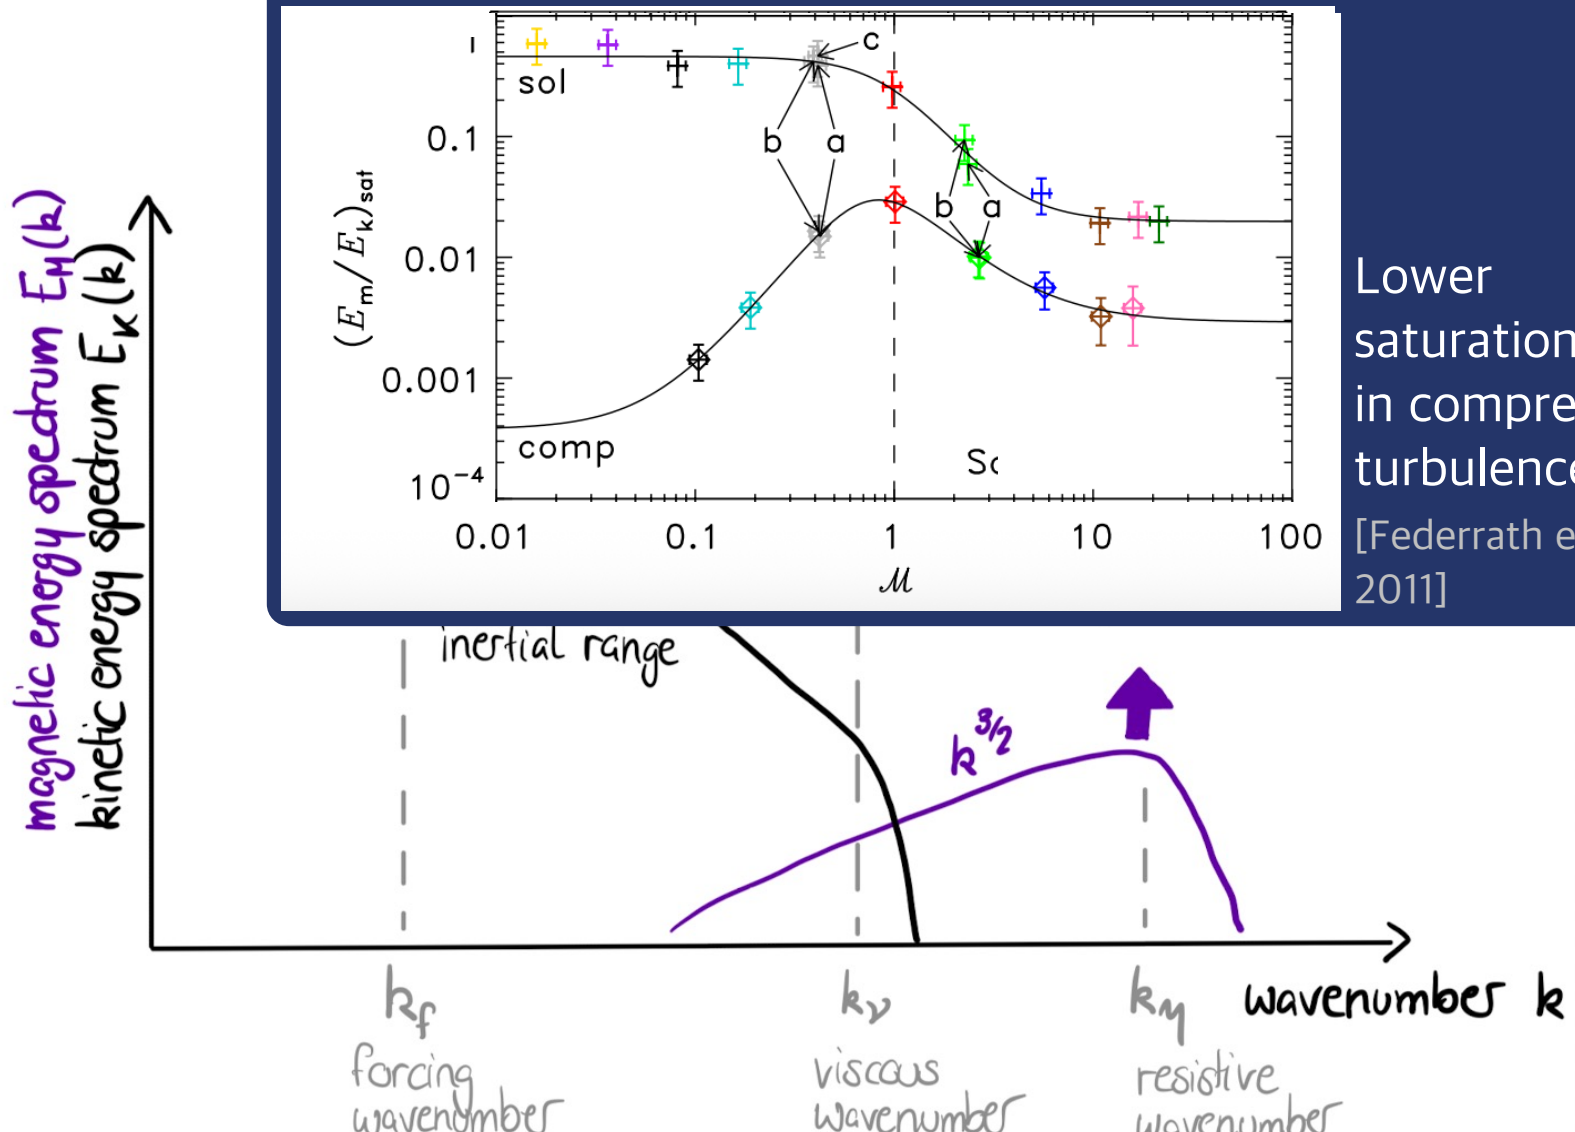 1
0.1
0.01
0.001
10⁻⁴
(E_m/E_k)_sat
sol
c
b a
b a
comp
0.01 0.1 1 10 100
ℳ
Lower
saturation
in compre
turbulence
[Federrath e
2011]
magnetic energy spectrum E_M(k)
kinetic energy spectrum E_K(k)
inertial range
k^3/2
k_f
forcing
wavenumber
k_ν
viscous
wavenumber
k_η
resistive
wavenumber
wavenumber k